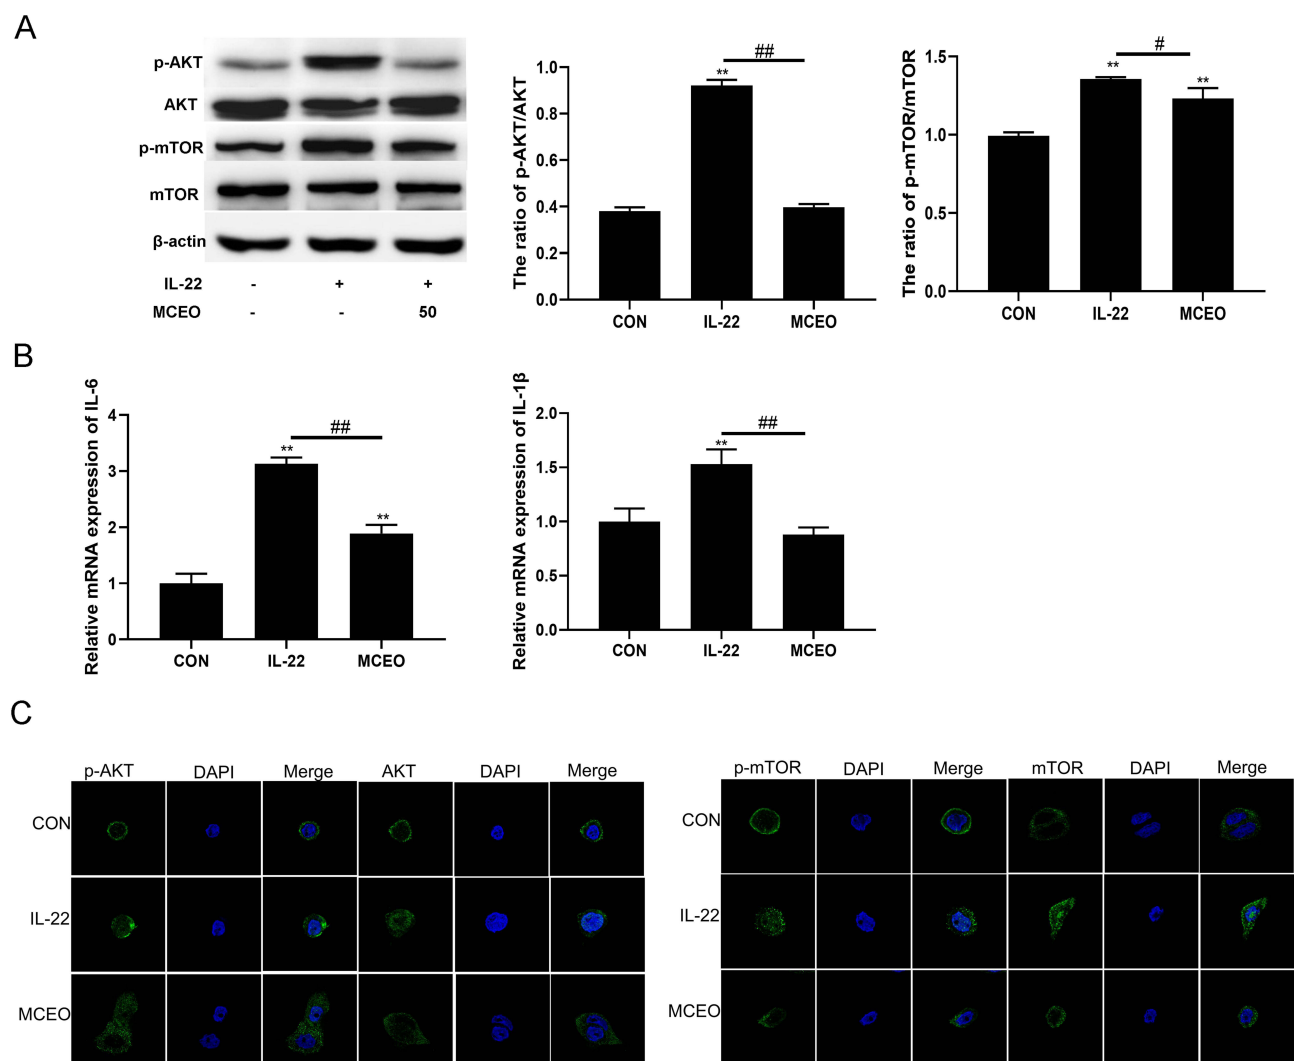 A
p-AKT
AKT
p-mTOR
mTOR
β-actin
IL-22 - + +
MCEO - - 50
The ratio of p-AKT/AKT
1.0
0.8
0.6
0.4
0.2
0.0
** ##
CON IL-22 MCEO
The ratio of p-mTOR/mTOR
1.5
1.0
0.5
0.0
** # **
CON IL-22 MCEO
B
Relative mRNA expression of IL-6
4
3
2
1
0
** ## **
CON IL-22 MCEO
Relative mRNA expression of IL-1β
2.0
1.5
1.0
0.5
0.0
** ##
CON IL-22 MCEO
C
p-AKT DAPI Merge AKT DAPI Merge
CON
IL-22
MCEO
p-mTOR DAPI Merge mTOR DAPI Merge
CON
IL-22
MCEO